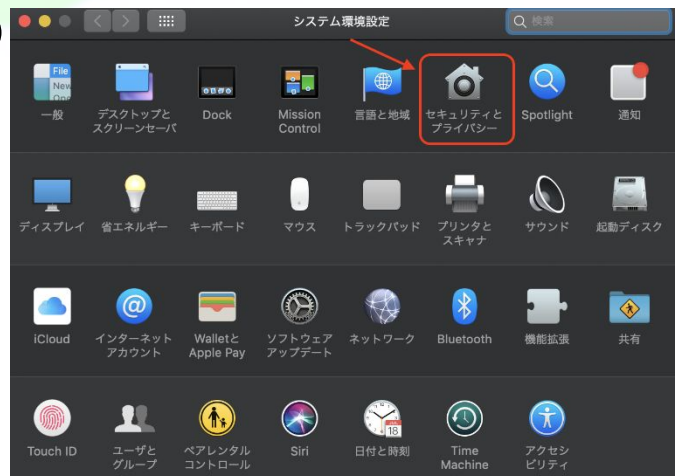 システム環境設定
検索
File
New
一般
デスクトップと
スクリーンセーバ
Dock
Mission
Control
言語と地域
セキュリティと
プライバシー
Spotlight
通知
ディスプレイ
省エネルギー
キーボード
マウス
トラックパッド
プリンタと
スキャナ
サウンド
起動ディスク
iCloud
インターネット
アカウント
Walletと
Apple Pay
ソフトウェア
アップデート
ネットワーク
Bluetooth
機能拡張
共有
18
Touch ID
ユーザと
グループ
ペアレンタル
コントロール
Siri
日付と時刻
Time
Machine
アクセシ
ビリティ